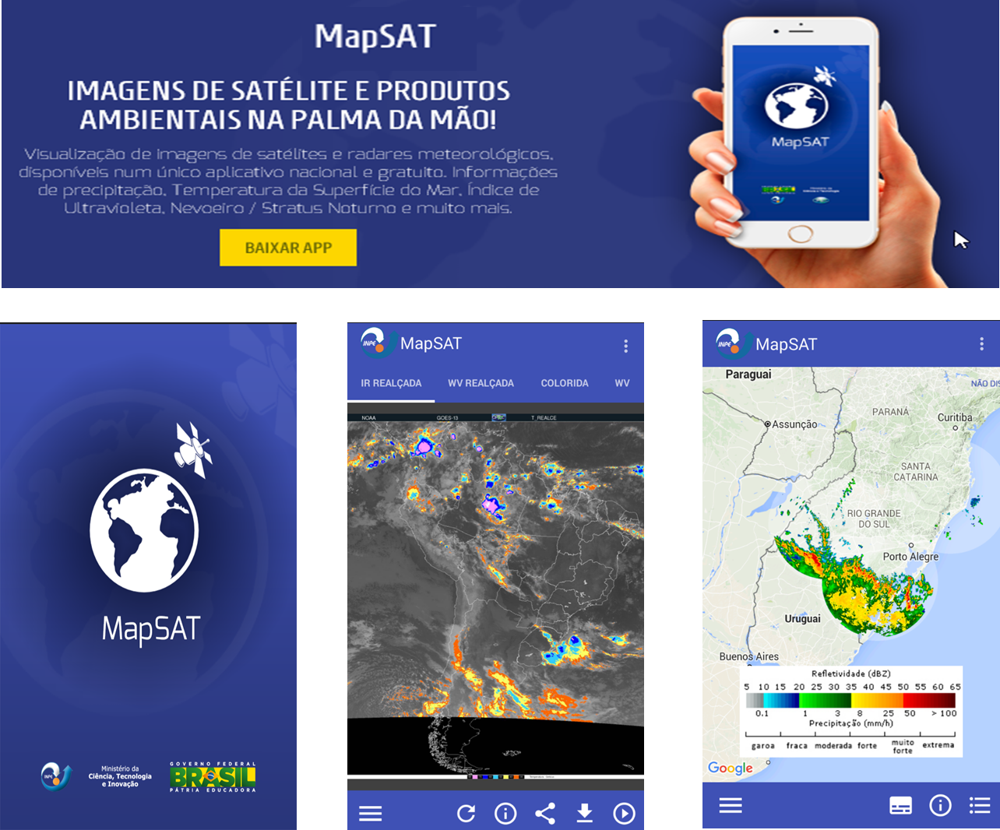 MapSAT
IMAGENS DE SATÉLITE E PRODUTOS
AMBIENTAIS NA PALMA DA MÃO!
Visualização de imagens de satélites e radares meteorológicos,
disponíveis num único aplicativo nacional e gratuito. Informações
de precipitação, Temperatura da Superfície do Mar, Índice de
Ultravioleta, Nevoeiro / Stratus Noturno e muito mais.
BAIXAR APP
MapSAT
MapSAT
INPE
Ministério da
Ciência, Tecnologia
e Inovação
GOVERNO FEDERAL
BRASIL
PÁTRIA EDUCADORA
INPE
MapSAT
IR REALÇADA WV REALÇADA COLORIDA WV
NOAA GOES-13 T_REALCE
INPE
MapSAT
Paraguai
NÃO DIS
PARANÁ
Curitiba
Assunção
SANTA
CATARINA
RIO GRANDE
DO SUL
Porto Alegre
Uruguai
Buenos Aires
Refletividade (dBZ)
5 10 15 20 25 30 35 40 45 50 55 60 65
0.1 1 3 8 25 50 > 100
Precipitação (mm/h)
garoa fraca moderada forte muito forte extrema
Google